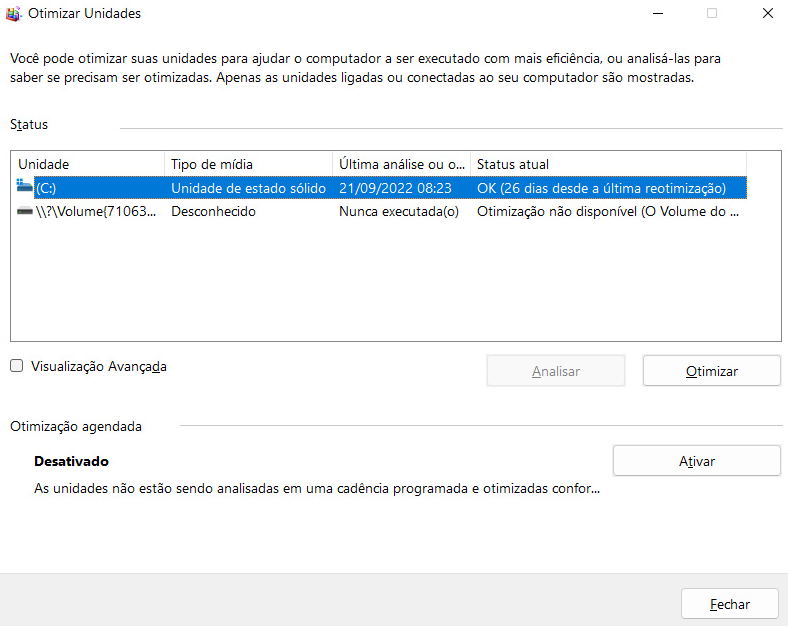 Otimizar Unidades
Você pode otimizar suas unidades para ajudar o computador a ser executado com mais eficiência, ou analisá-las para
saber se precisam ser otimizadas. Apenas as unidades ligadas ou conectadas ao seu computador são mostradas.
Status
Unidade Tipo de mídia Última análise ou o... Status atual
(C:) Unidade de estado sólido 21/09/2022 08:23 OK (26 dias desde a última reotimização)
\\?\Volume{71063... Desconhecido Nunca executada(o) Otimização não disponível (O Volume do ...
Visualização Avançada
Analisar Otimizar
Otimização agendada
Desativado Ativar
As unidades não estão sendo analisadas em uma cadência programada e otimizadas confor...
Fechar